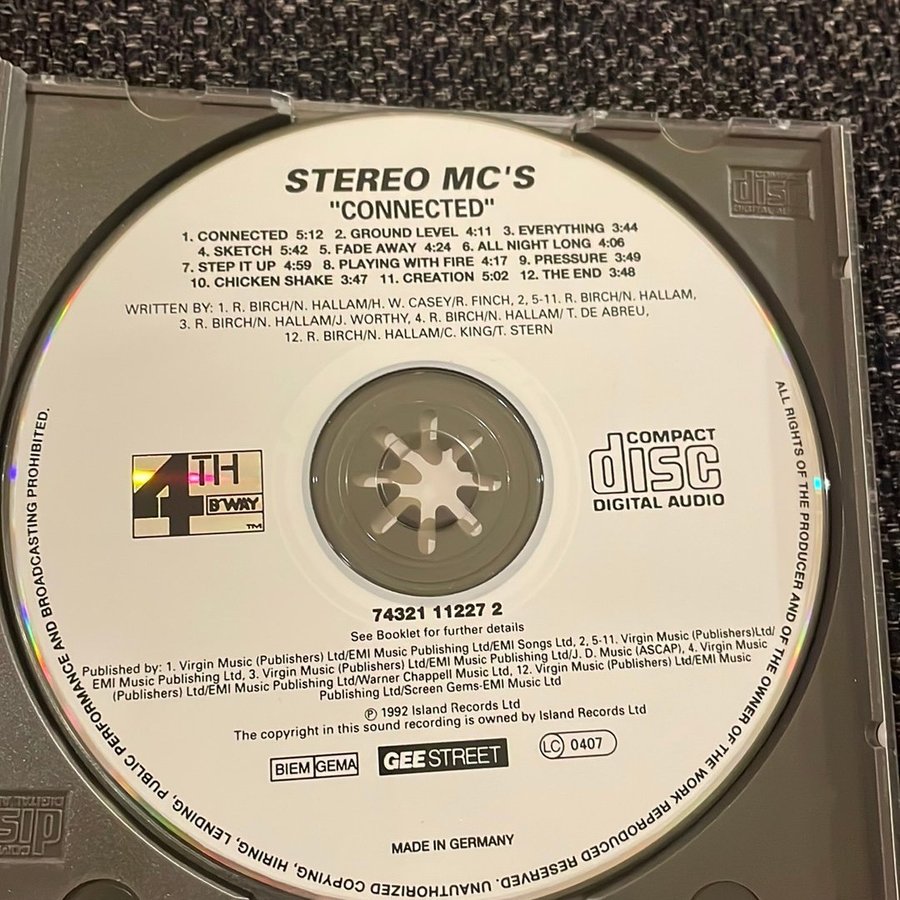 STEREO MC'S
"CONNECTED"
1. CONNECTED 5:12 2. GROUND LEVEL 4:11 3. EVERYTHING 3:44
4. SKETCH 5:42 5. FADE AWAY 4:24 6. ALL NIGHT LONG 4:06
7. STEP IT UP 4:59 8. PLAYING WITH FIRE 4:17 9. PRESSURE 3:49
10. CHICKEN SHAKE 3:47 11. CREATION 5:02 12. THE END 3:48
WRITTEN BY: 1. R. BIRCH/N. HALLAM/H. W. CASEY/R. FINCH, 2, 5-11. R. BIRCH/N. HALLAM,
3. R. BIRCH/N. HALLAM/J. WORTHY, 4. R. BIRCH/N. HALLAM/ T. DE ABREU,
12. R. BIRCH/N. HALLAM/C. KING/T. STERN
4TH
B'WAY
TM
COMPACT
disc
DIGITAL AUDIO
74321 11227 2
See Booklet for further details
Published by: 1. Virgin Music (Publishers) Ltd/EMI Music Publishing Ltd/EMI Songs Ltd, 2, 5-11. Virgin Music (Publishers)Ltd/
EMI Music Publishing Ltd, 3. Virgin Music (Publishers) Ltd/EMI Music Publishing Ltd/J. D. Music (ASCAP), 4. Virgin Music
(Publishers) Ltd/EMI Music Publishing Ltd/Warner Chappell Music Ltd, 12. Virgin Music (Publishers) Ltd/EMI Music
Publishing Ltd/Screen Gems-EMI Music Ltd
℗ 1992 Island Records Ltd
The copyright in this sound recording is owned by Island Records Ltd
BIEM GEMA
GEE STREET
LC 0407
MADE IN GERMANY
ALL RIGHTS OF THE PRODUCER AND OF THE OWNER OF THE WORK REPRODUCED RESERVED. UNAUTHORIZED COPYING, HIRING, LENDING, PUBLIC PERFORMANCE AND BROADCASTING PROHIBITED.
COMPACT
disc
DIGITAL AUDIO
disc